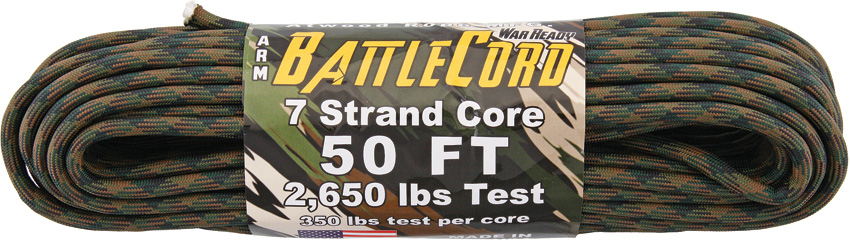 ARM
WAR READY
BATTLECORD
7 Strand Core
50 FT
2,650 lbs Test
350 lbs test per core
MADE IN